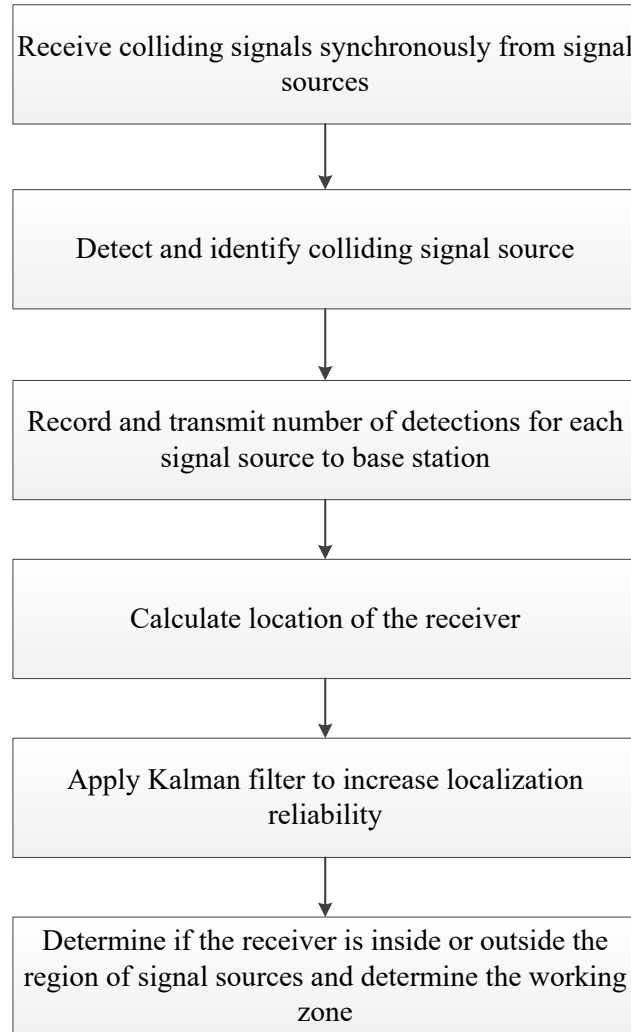 Receive colliding signals synchronously from signal
sources
Detect and identify colliding signal source
Record and transmit number of detections for each
signal source to base station
Calculate location of the receiver
Apply Kalman filter to increase localization
reliability
Determine if the receiver is inside or outside the
region of signal sources and determine the working
zone